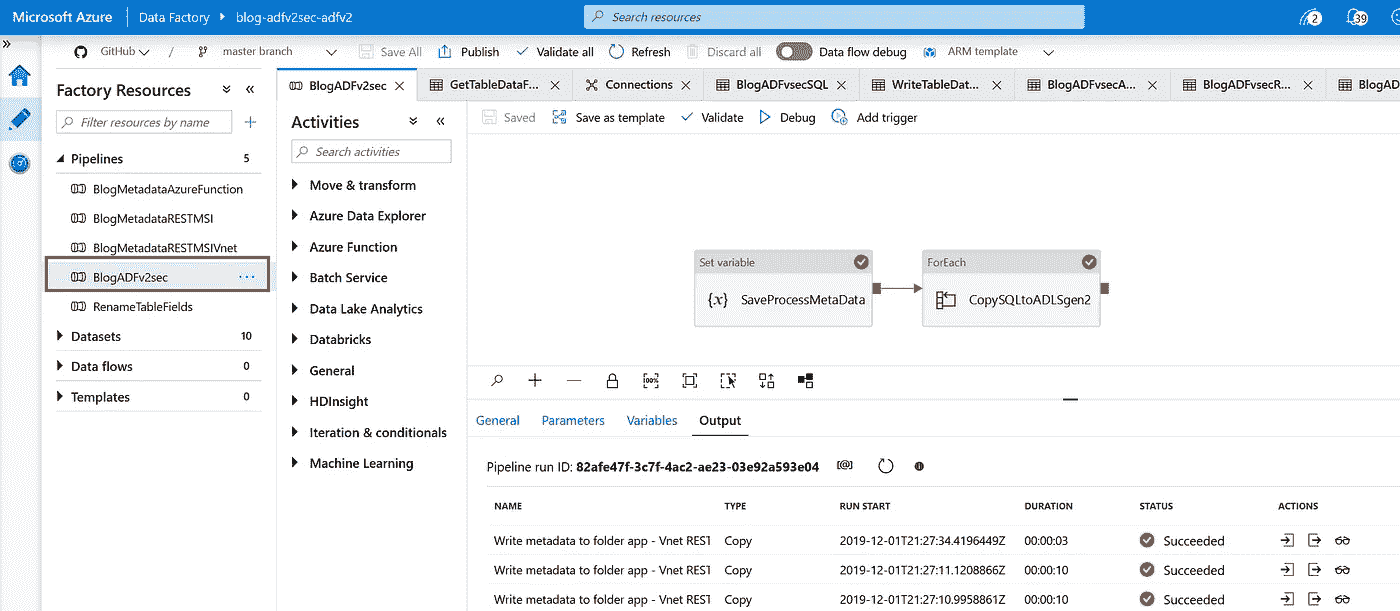 Microsoft Azure Data Factory blog-adfv2sec-adfv2 Search resources 2 39
GitHub / master branch Save All Publish Validate all Refresh Discard all Data flow debug ARM template
Factory Resources
Filter resources by name
Pipelines 5
BlogMetadataAzureFunction
BlogMetadataRESTMSI
BlogMetadataRESTMSIVnet
BlogADFv2sec
RenameTableFields
Datasets 10
Data flows 0
Templates 0
BlogADFv2sec GetTableDataF... Connections BlogADFvsecSQL WriteTableDat... BlogADFvsecA... BlogADFvsecR... BlogAD
Activities
Search activities
Move & transform
Azure Data Explorer
Azure Function
Batch Service
Data Lake Analytics
Databricks
General
HDInsight
Iteration & conditionals
Machine Learning
Saved Save as template Validate Debug Add trigger
Set variable
{x} SaveProcessMetaData
ForEach
CopySQLtoADLSgen2
100%
General Parameters Variables Output
Pipeline run ID: 82afe47f-3c7f-4ac2-ae23-03e92a593e04 [@]
NAME TYPE RUN START DURATION STATUS ACTIONS
Write metadata to folder app - Vnet REST Copy 2019-12-01T21:27:34.4196449Z 00:00:03 Succeeded
Write metadata to folder app - Vnet REST Copy 2019-12-01T21:27:11.1208866Z 00:00:10 Succeeded
Write metadata to folder app - Vnet REST Copy 2019-12-01T21:27:10.9958861Z 00:00:10 Succeeded